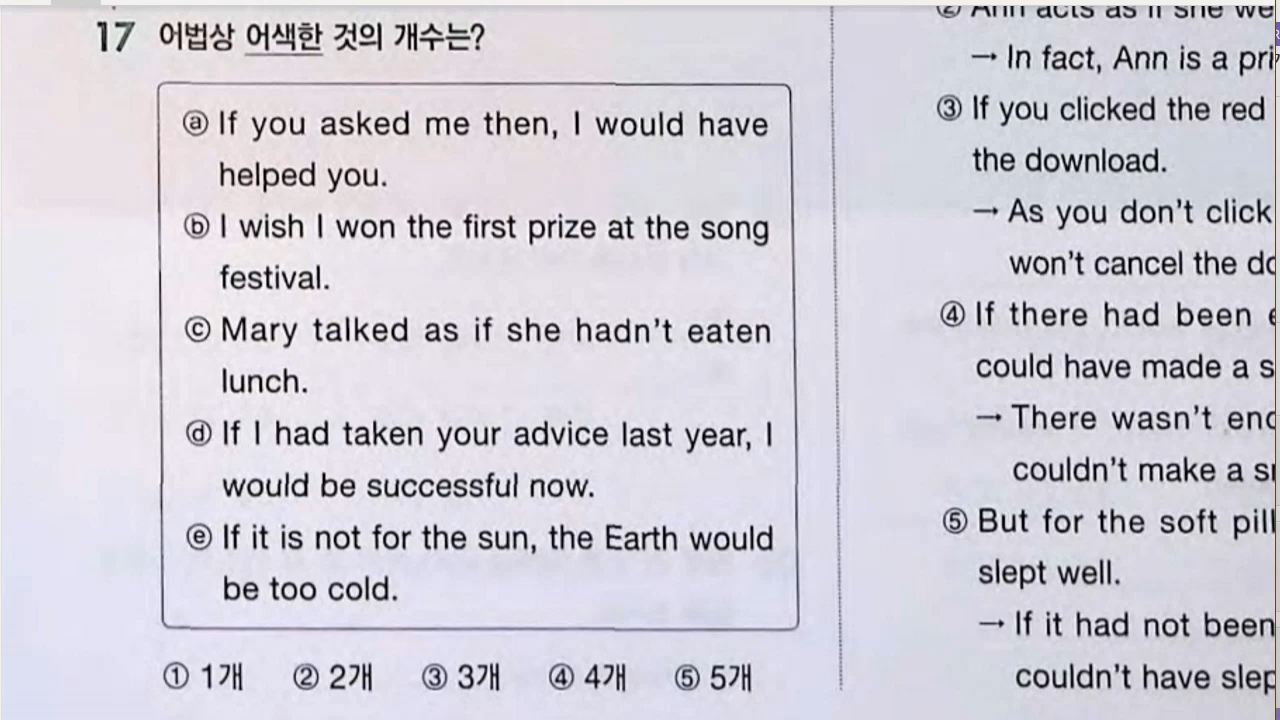 17 어법상 어색한 것의 개수는?
ⓐ If you asked me then, I would have
helped you.
ⓑ I wish I won the first prize at the song
festival.
ⓒ Mary talked as if she hadn't eaten
lunch.
ⓓ If I had taken your advice last year, I
would be successful now.
ⓔ If it is not for the sun, the Earth would
be too cold.
① 1개 ② 2개 ③ 3개 ④ 4개 ⑤ 5개
② Ann acts as if she
→ In fact, Ann is a
③ If you clicked the red
the download.
→ As you don't click
won't cancel the
④ If there had been
could have made a
→ There wasn't
couldn't make a
⑤ But for the soft
slept well.
→ If it had not been
couldn't have